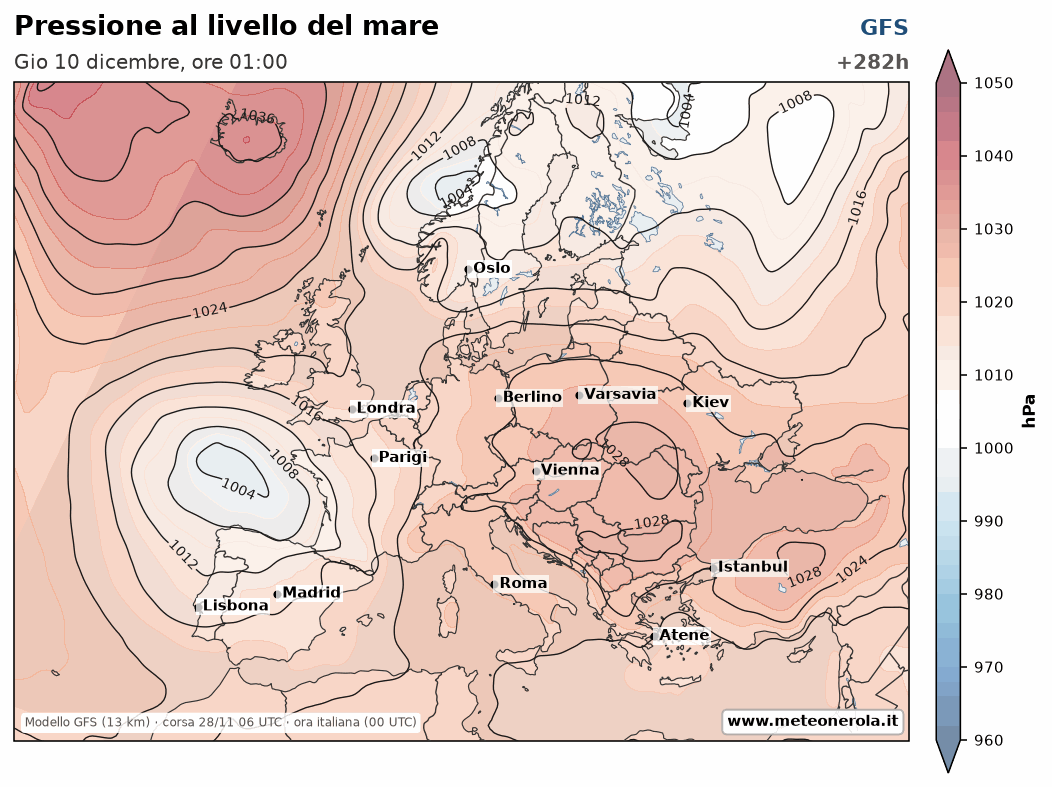 Pressione al livello del mare
GFS
Gio 10 dicembre, ore 01:00
+282h
1036
1012
1008
1004
1012
1004
1008
1016
1024
Oslo
1016
Londra
Berlino
Varsavia
Kiev
1008
1004
Parigi
1028
Vienna
1012
1028
Istanbul
1028
1024
Roma
Madrid
Lisbona
Atene
Modello GFS (13 km) · corsa 28/11 06 UTC · ora italiana (00 UTC)
www.meteonerola.it
1050
1040
1030
1020
1010
1000
990
980
970
960
hPa